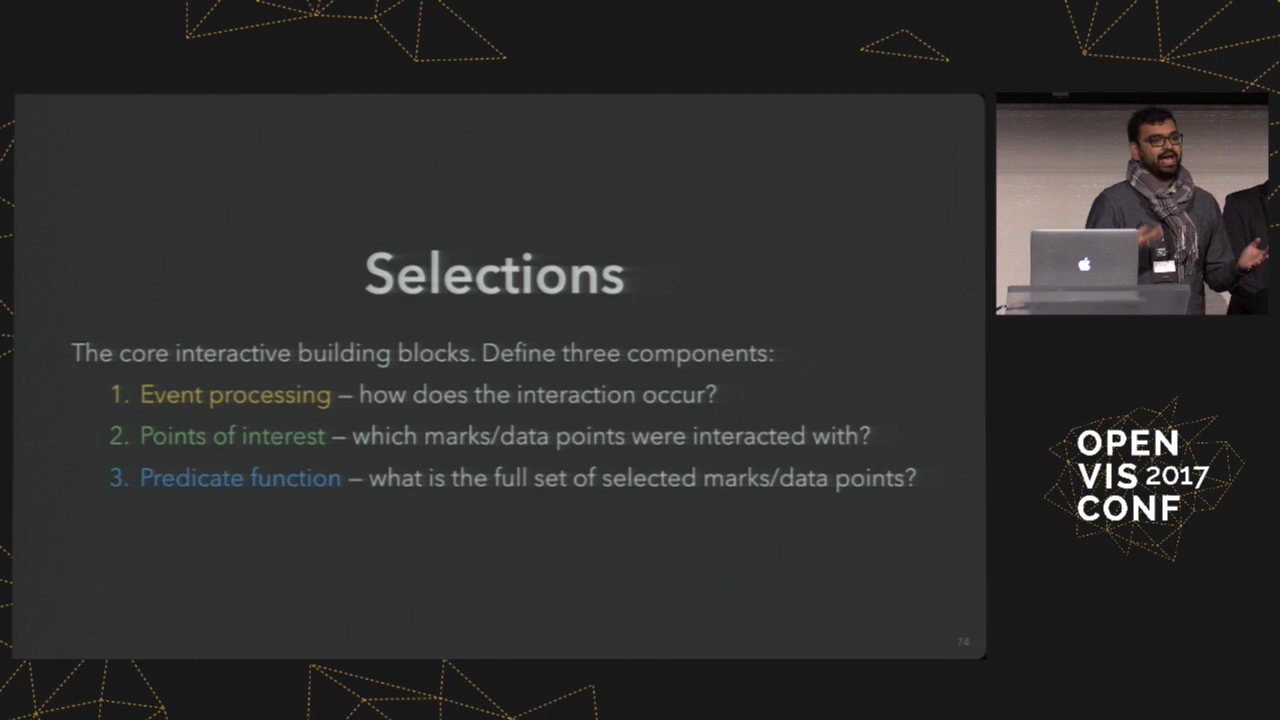 Selections
The core interactive building blocks. Define three components:
1. Event processing – how does the interaction occur?
2. Points of interest – which marks/data points were interacted with?
3. Predicate function – what is the full set of selected marks/data points?
74
OPEN
VIS 2017
CONF